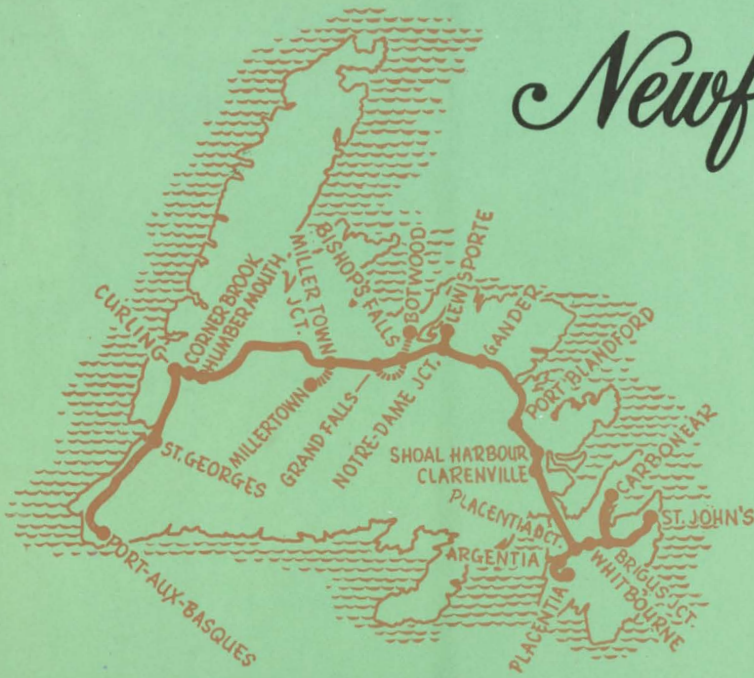 Newf
CURLING
CORNER BROOK
HUMBER MOUTH
MILLER TOWN
JCT.
BISHOPS FALLS
BOTWOOD
LEWISPORTE
GANDER
PORT BLANDFORD
MILLERTOWN
GRAND FALLS
NOTRE-DAME JCT.
ST. GEORGES
SHOAL HARBOUR
CLARENVILLE
CARBONEAR
PLACENTIA JCT.
ST. JOHN'S
ARGENTIA
BRIGUS JCT.
WHITBOURNE
PLACENTIA
PORT-AUX-BASQUES